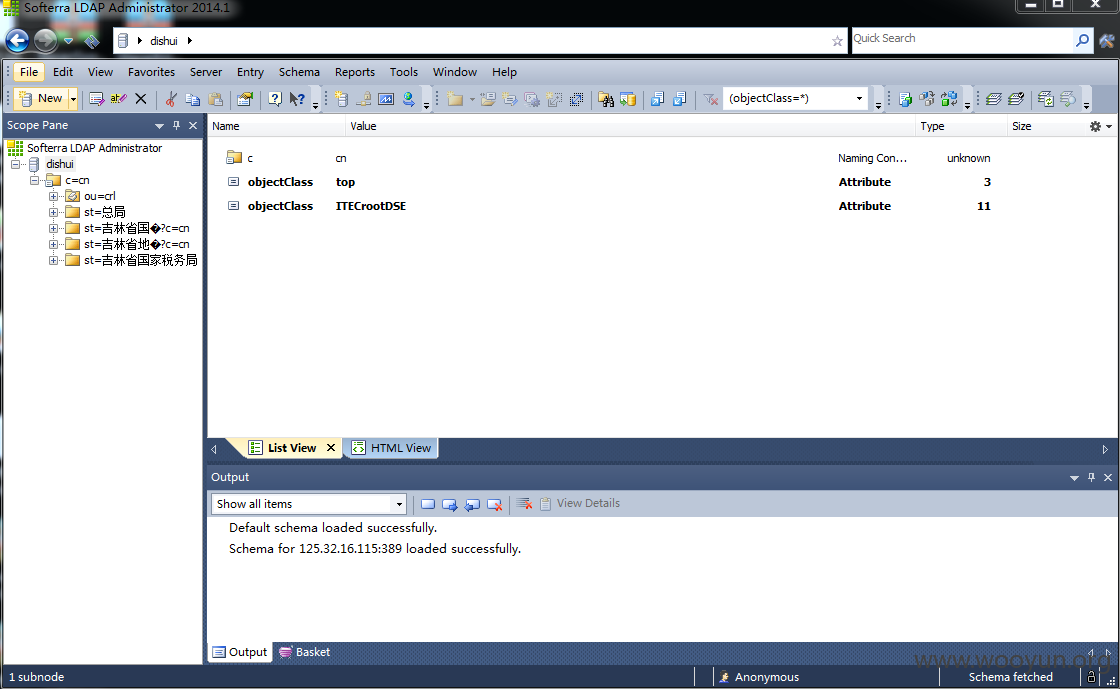 Softerra LDAP Administrator 2014.1
dishui
Quick Search
File Edit View Favorites Server Entry Schema Reports Tools Window Help
New
(objectClass=*)
Scope Pane
Softerra LDAP Administrator
dishui
c=cn
ou=crl
st=总局
st=吉林省国�?c=cn
st=吉林省地�?c=cn
st=吉林省国家税务局
Name Value Type Size
c cn Naming Con... unknown
objectClass top Attribute 3
objectClass ITECrootDSE Attribute 11
List View HTML View
Output
Show all items View Details
Default schema loaded successfully.
Schema for 125.32.16.115:389 loaded successfully.
Output Basket
www.wooyun.org
1 subnode Anonymous Schema fetched